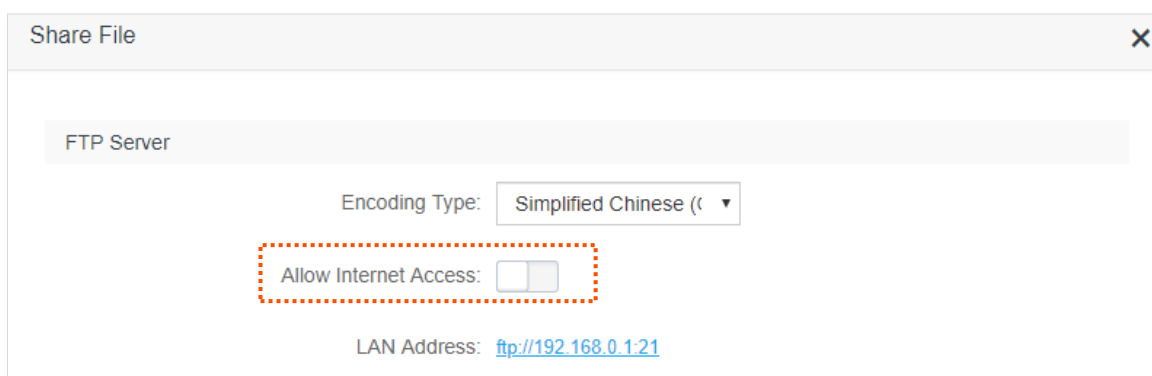 Share File
FTP Server
Encoding Type: Simplified Chinese (
Allow Internet Access:
LAN Address: ftp://192.168.0.1:21